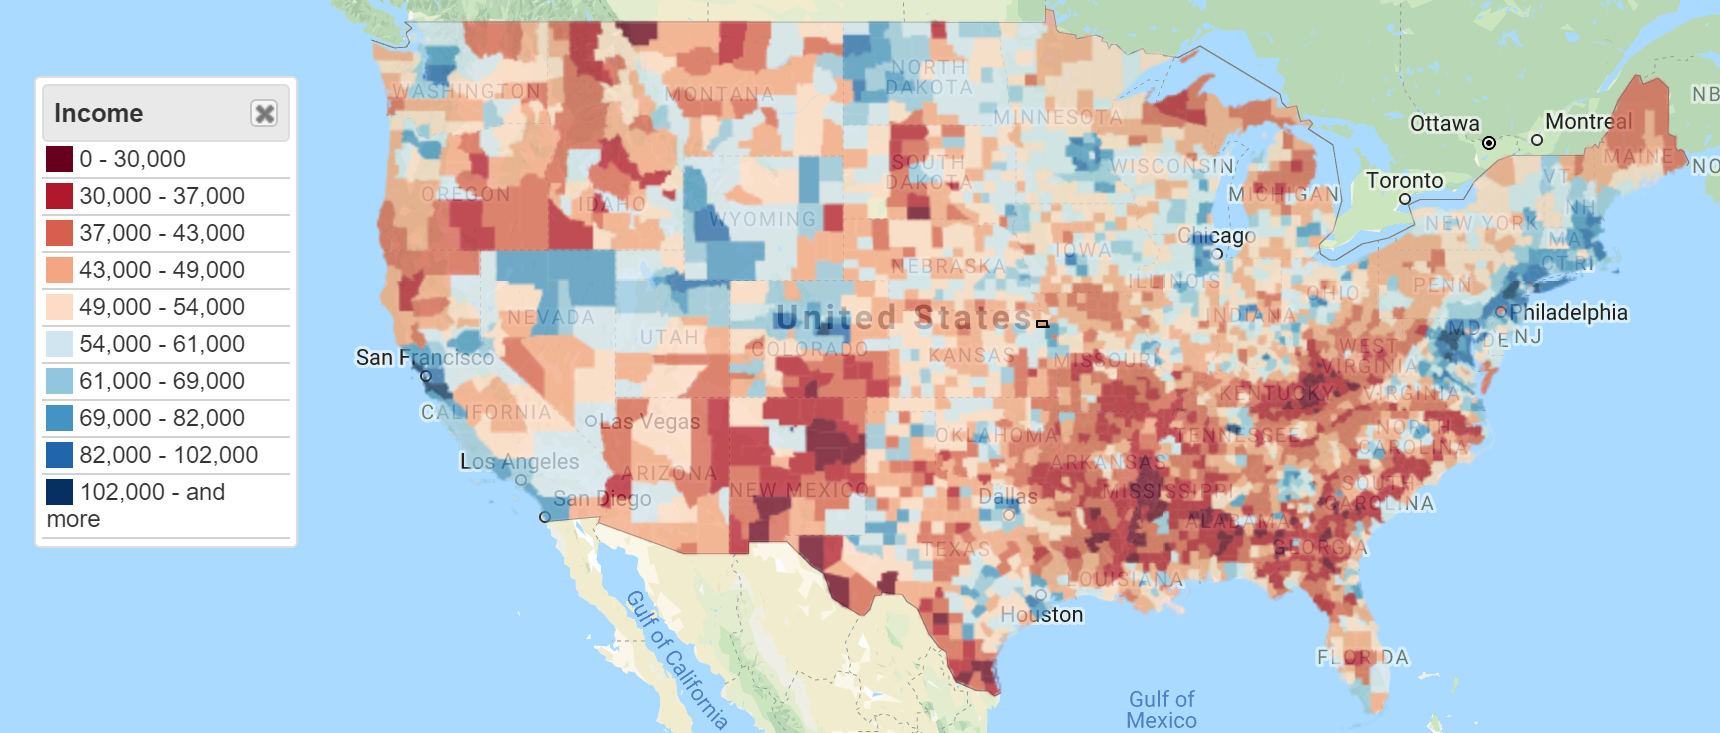 Income
0 - 30,000
30,000 - 37,000
37,000 - 43,000
43,000 - 49,000
49,000 - 54,000
54,000 - 61,000
61,000 - 69,000
69,000 - 82,000
82,000 - 102,000
102,000 - and
more
WASHINGTON
MONTANA
NORTH
DAKOTA
MINNESOTA
Ottawa
Montreal
NB
MAINE
NO
OREGON
IDAHO
WYOMING
SOUTH
DAKOTA
WISCONSIN
MICHIGAN
Toronto
VT
NH
NEW YORK
MA
CT RI
NEBRASKA
IOWA
Chicago
ILLINOIS
INDIANA
OHIO
PENN
Philadelphia
MD
DE
NJ
NEVADA
UTAH
United States
COLORADO
KANSAS
MISSOURI
WEST
VIRGINIA
KENTUCKY
VIRGINIA
San Francisco
CALIFORNIA
Las Vegas
Los Angeles
San Diego
ARIZONA
NEW MEXICO
OKLAHOMA
ARKANSAS
TENNESSEE
NORTH
CAROLINA
Dallas
MISSISSIPPI
ALABAMA
SOUTH
CAROLINA
GEORGIA
TEXAS
LOUISIANA
Houston
FLORIDA
Gulf of California
Gulf of
Mexico